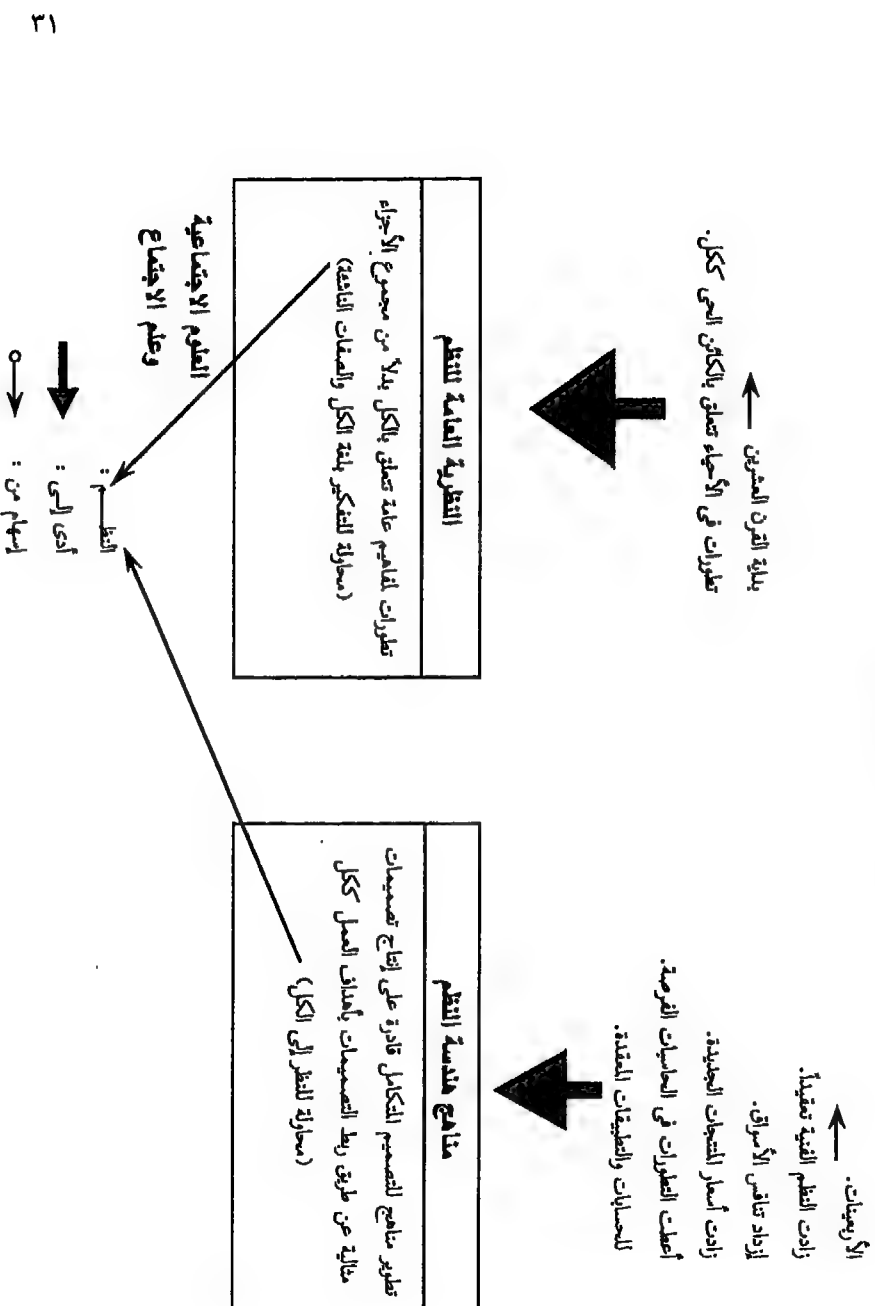 ٣١
بداية القرن العشرين
تطورات فى الأحياء تتعلق بالكائن الحى ككل.
النظرية العامة للنظم
تطورات لمفاهيم عامة تتعلق بالكل بدلاً من مجموع الأجزاء
(محاولة للتفكير بلغة الكل والصفات الناشئة)
العلوم الاجتماعية
وعلم الاجتماع
الأربعينات.
زادت النظم الفنية تعقيداً.
إزداد تنافس الأسواق.
زادت أسعار المنتجات الجديدة.
أعطت التطورات فى الحاسبات الفرصة.
للحسابات والتطبيقات المعقدة.
مناهج هندسة النظم
تطوير مناهج للتصميم المتكامل قادرة على إنتاج تصميمات
مثالية عن طريق ربط التصميمات بأهداف العمل ككل
(محاولة للنظر إلى الكل)
النظم :
أدى إلى :
إسهام من :